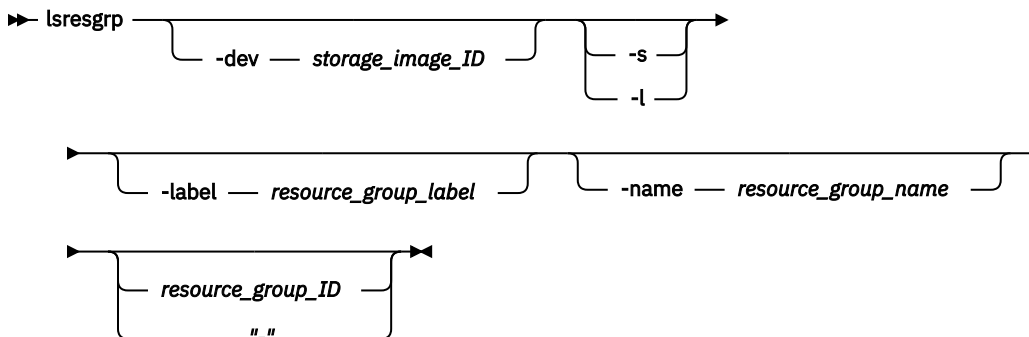 lsresgrp -dev storage_image_ID -s
-l
-label resource_group_label -name resource_group_name
resource_group_ID
"-"